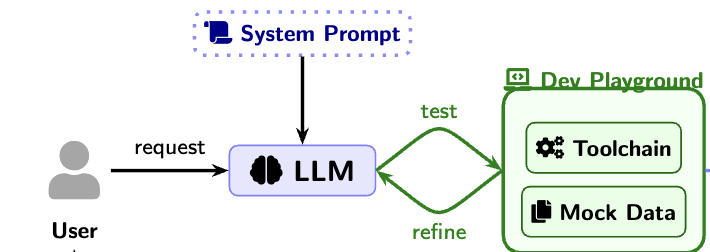 System Prompt
Dev Playground
test
request
Toolchain
LLM
Mock Data
User
refine